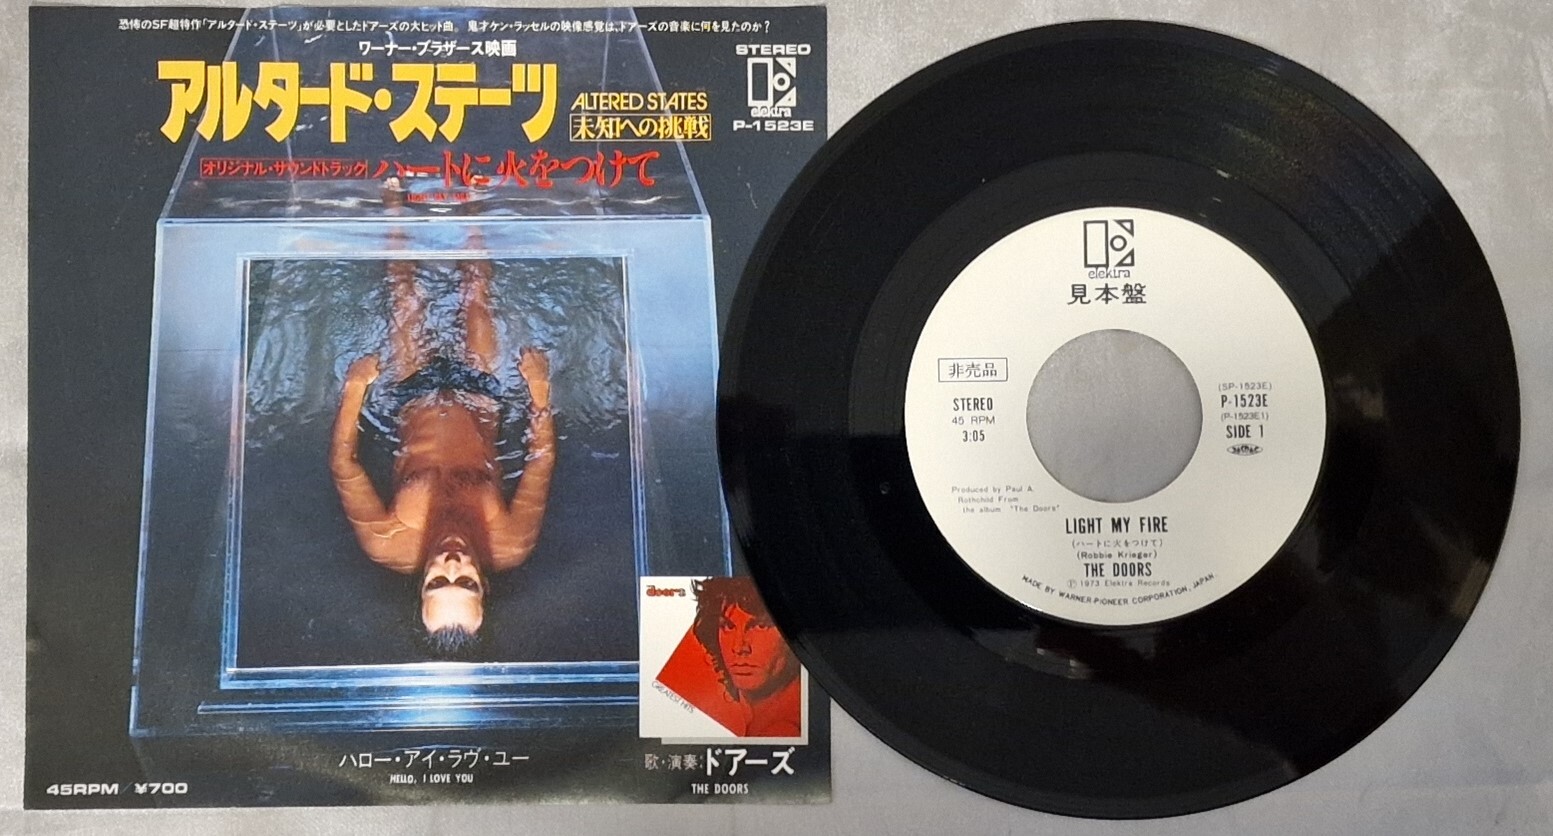 恐怖のSF超特作「アルタード・ステーツ」が必要としたドアーズの大ヒット曲。鬼才ケン・ラッセルの映像感覚は、ドアーズの音楽に何を見たのか?
ワーナー・ブラザース映画
アルタード・ステーツ
ALTERED STATES
未知への挑戦
STEREO
elektra
P-1523E
オリジナル・サウンドトラック
ハートに火をつけて
LIGHT MY FIRE
doors
GREATEST HITS
ハロー・アイ・ラヴ・ユー
HELLO, I LOVE YOU
歌・演奏:ドアーズ
THE DOORS
45RPM ¥700
elektra
見本盤
非売品
STEREO
45 RPM
3:05
(SP-1523E)
P-1523E
(P-1523E1)
SIDE 1
Produced by Paul A.
Rothchild From
the album "The Doors"
LIGHT MY FIRE
(ハートに火をつけて)
(Robbie Krieger)
THE DOORS
Ⓟ 1973 Elektra Records
MADE BY WARNER-PIONEER CORPORATION, JAPAN.